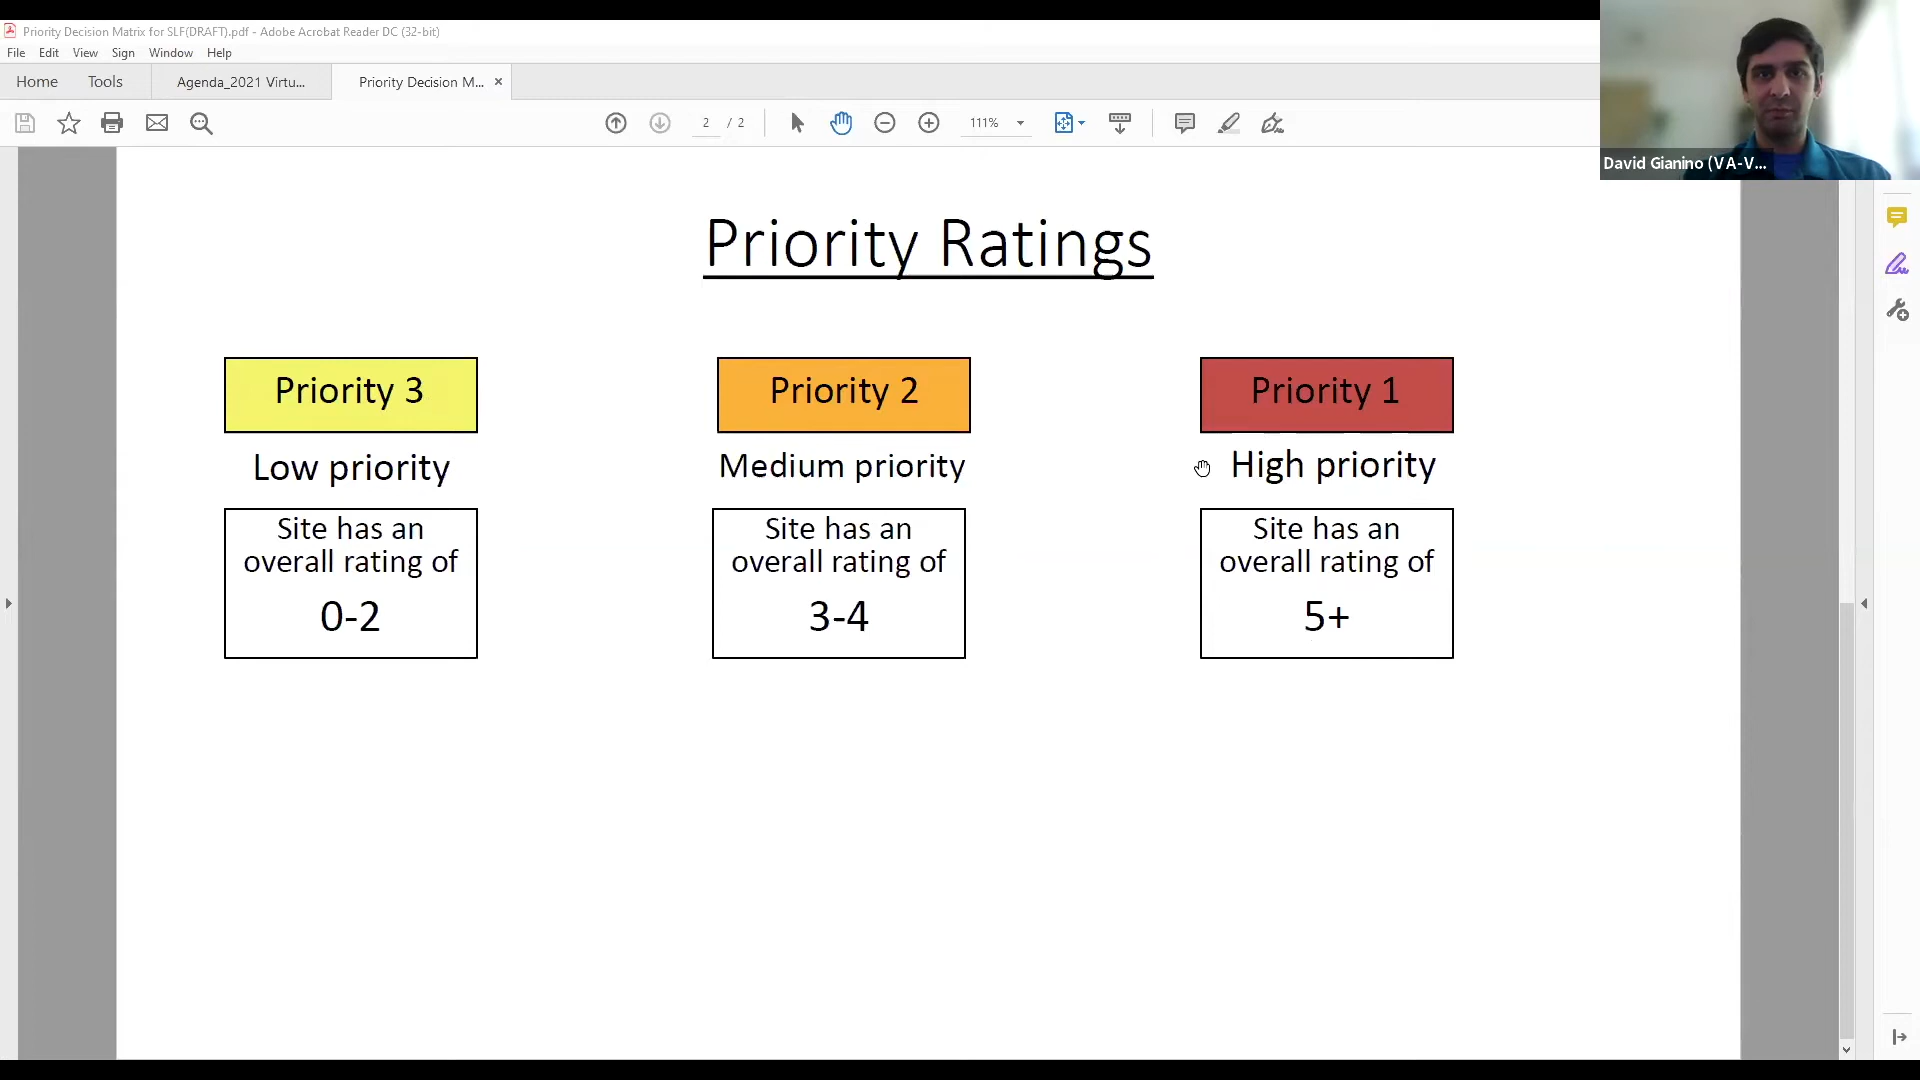 Priority Decision Matrix for SLF(DRAFT).pdf - Adobe Acrobat Reader DC (32-bit)
File Edit View Sign Window Help
Home Tools Agenda_2021 Virtu... Priority Decision M... ×
2 / 2 111%
David Gianino (VA-V...
Priority Ratings
Priority 3
Low priority
Site has an
overall rating of
0-2
Priority 2
Medium priority
Site has an
overall rating of
3-4
Priority 1
High priority
Site has an
overall rating of
5+